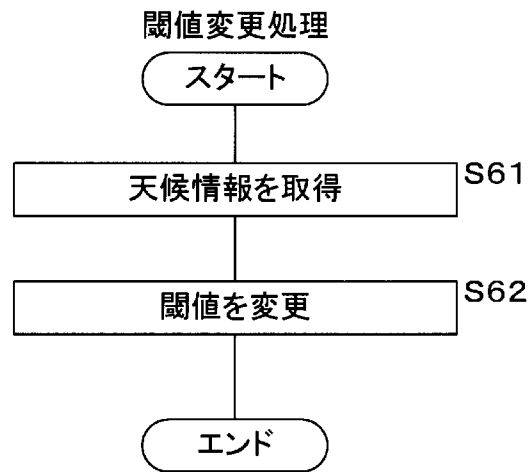 閾値変更処理
スタート
天候情報を取得
S61
閾値を変更
S62
エンド